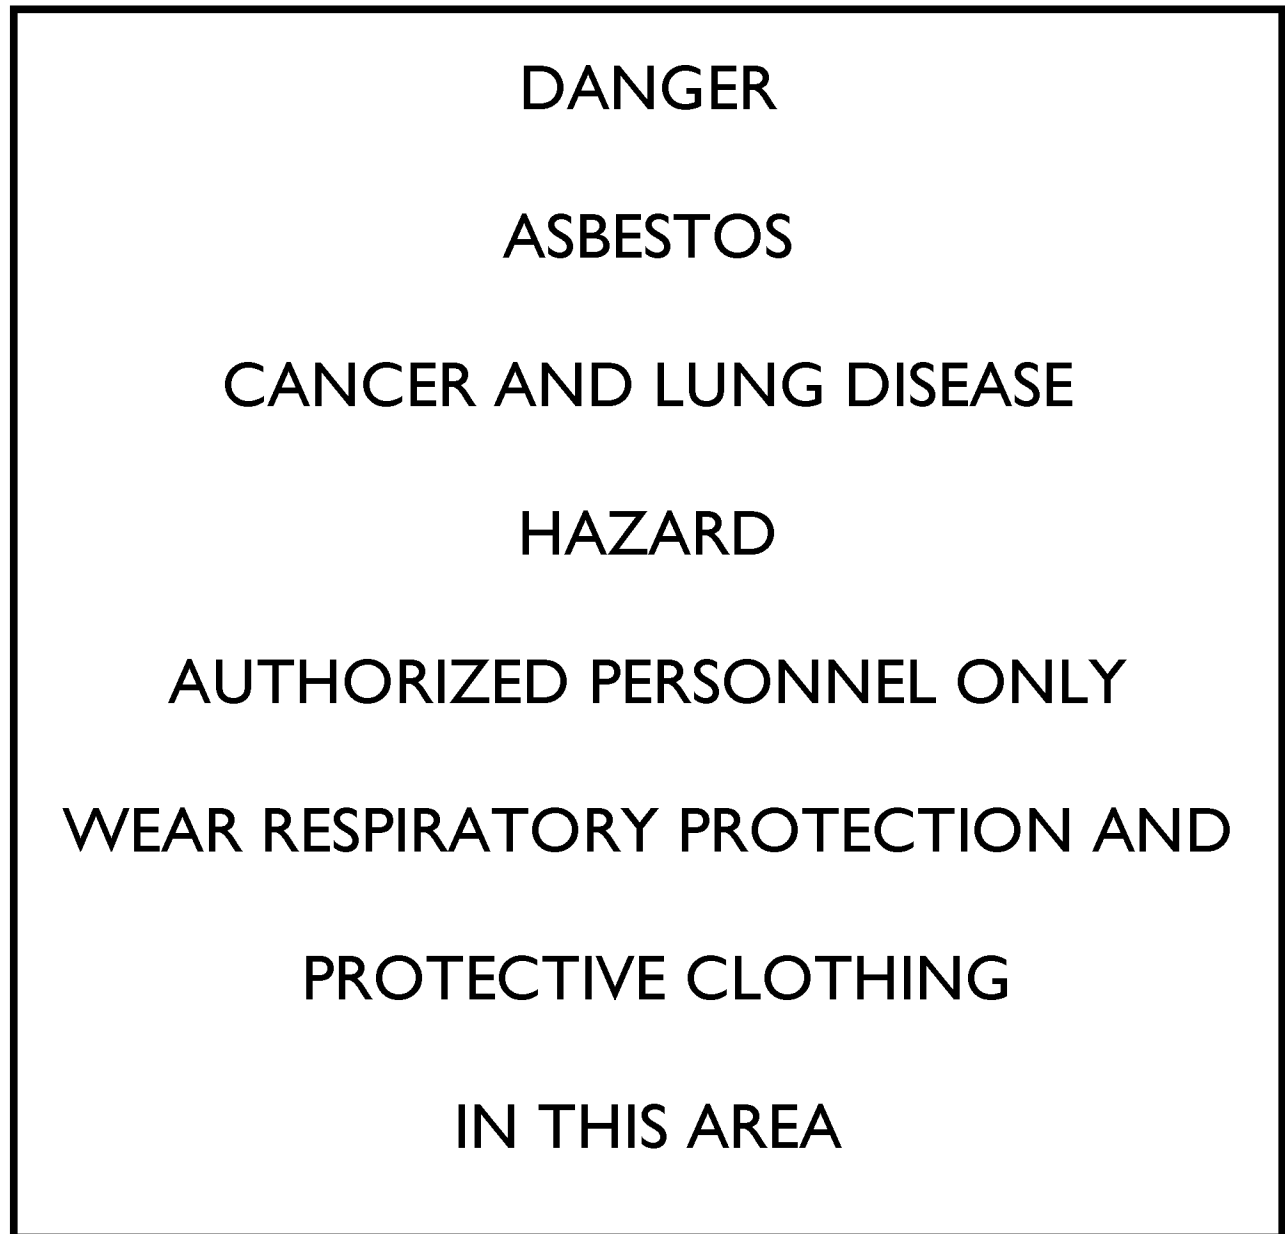 DANGER
ASBESTOS
CANCER AND LUNG DISEASE
HAZARD
AUTHORIZED PERSONNEL ONLY
WEAR RESPIRATORY PROTECTION AND
PROTECTIVE CLOTHING
IN THIS AREA